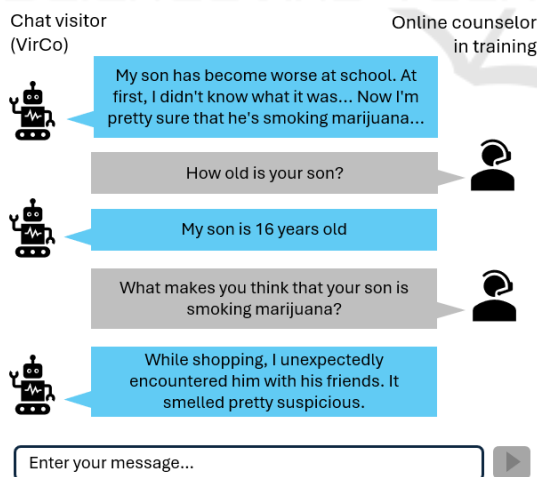 Chat visitor
(VirCo)
Online counselor
in training
My son has become worse at school. At
first, I didn't know what it was... Now I'm
pretty sure that he's smoking marijuana...
How old is your son?
My son is 16 years old
What makes you think that your son is
smoking marijuana?
While shopping, I unexpectedly
encountered him with his friends. It
smelled pretty suspicious.
Enter your message...